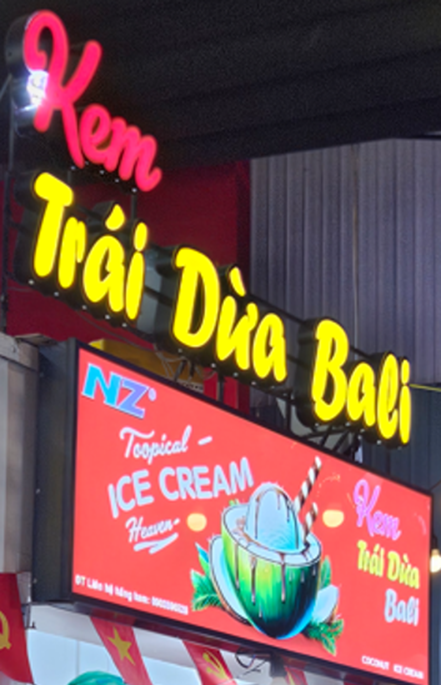 Kem
Trái Dừa Bali
NZ
Toopical -
ICE CREAM
Heaven-
Kem
Trái Dừa
Bali
COCONUT ICE CREAM